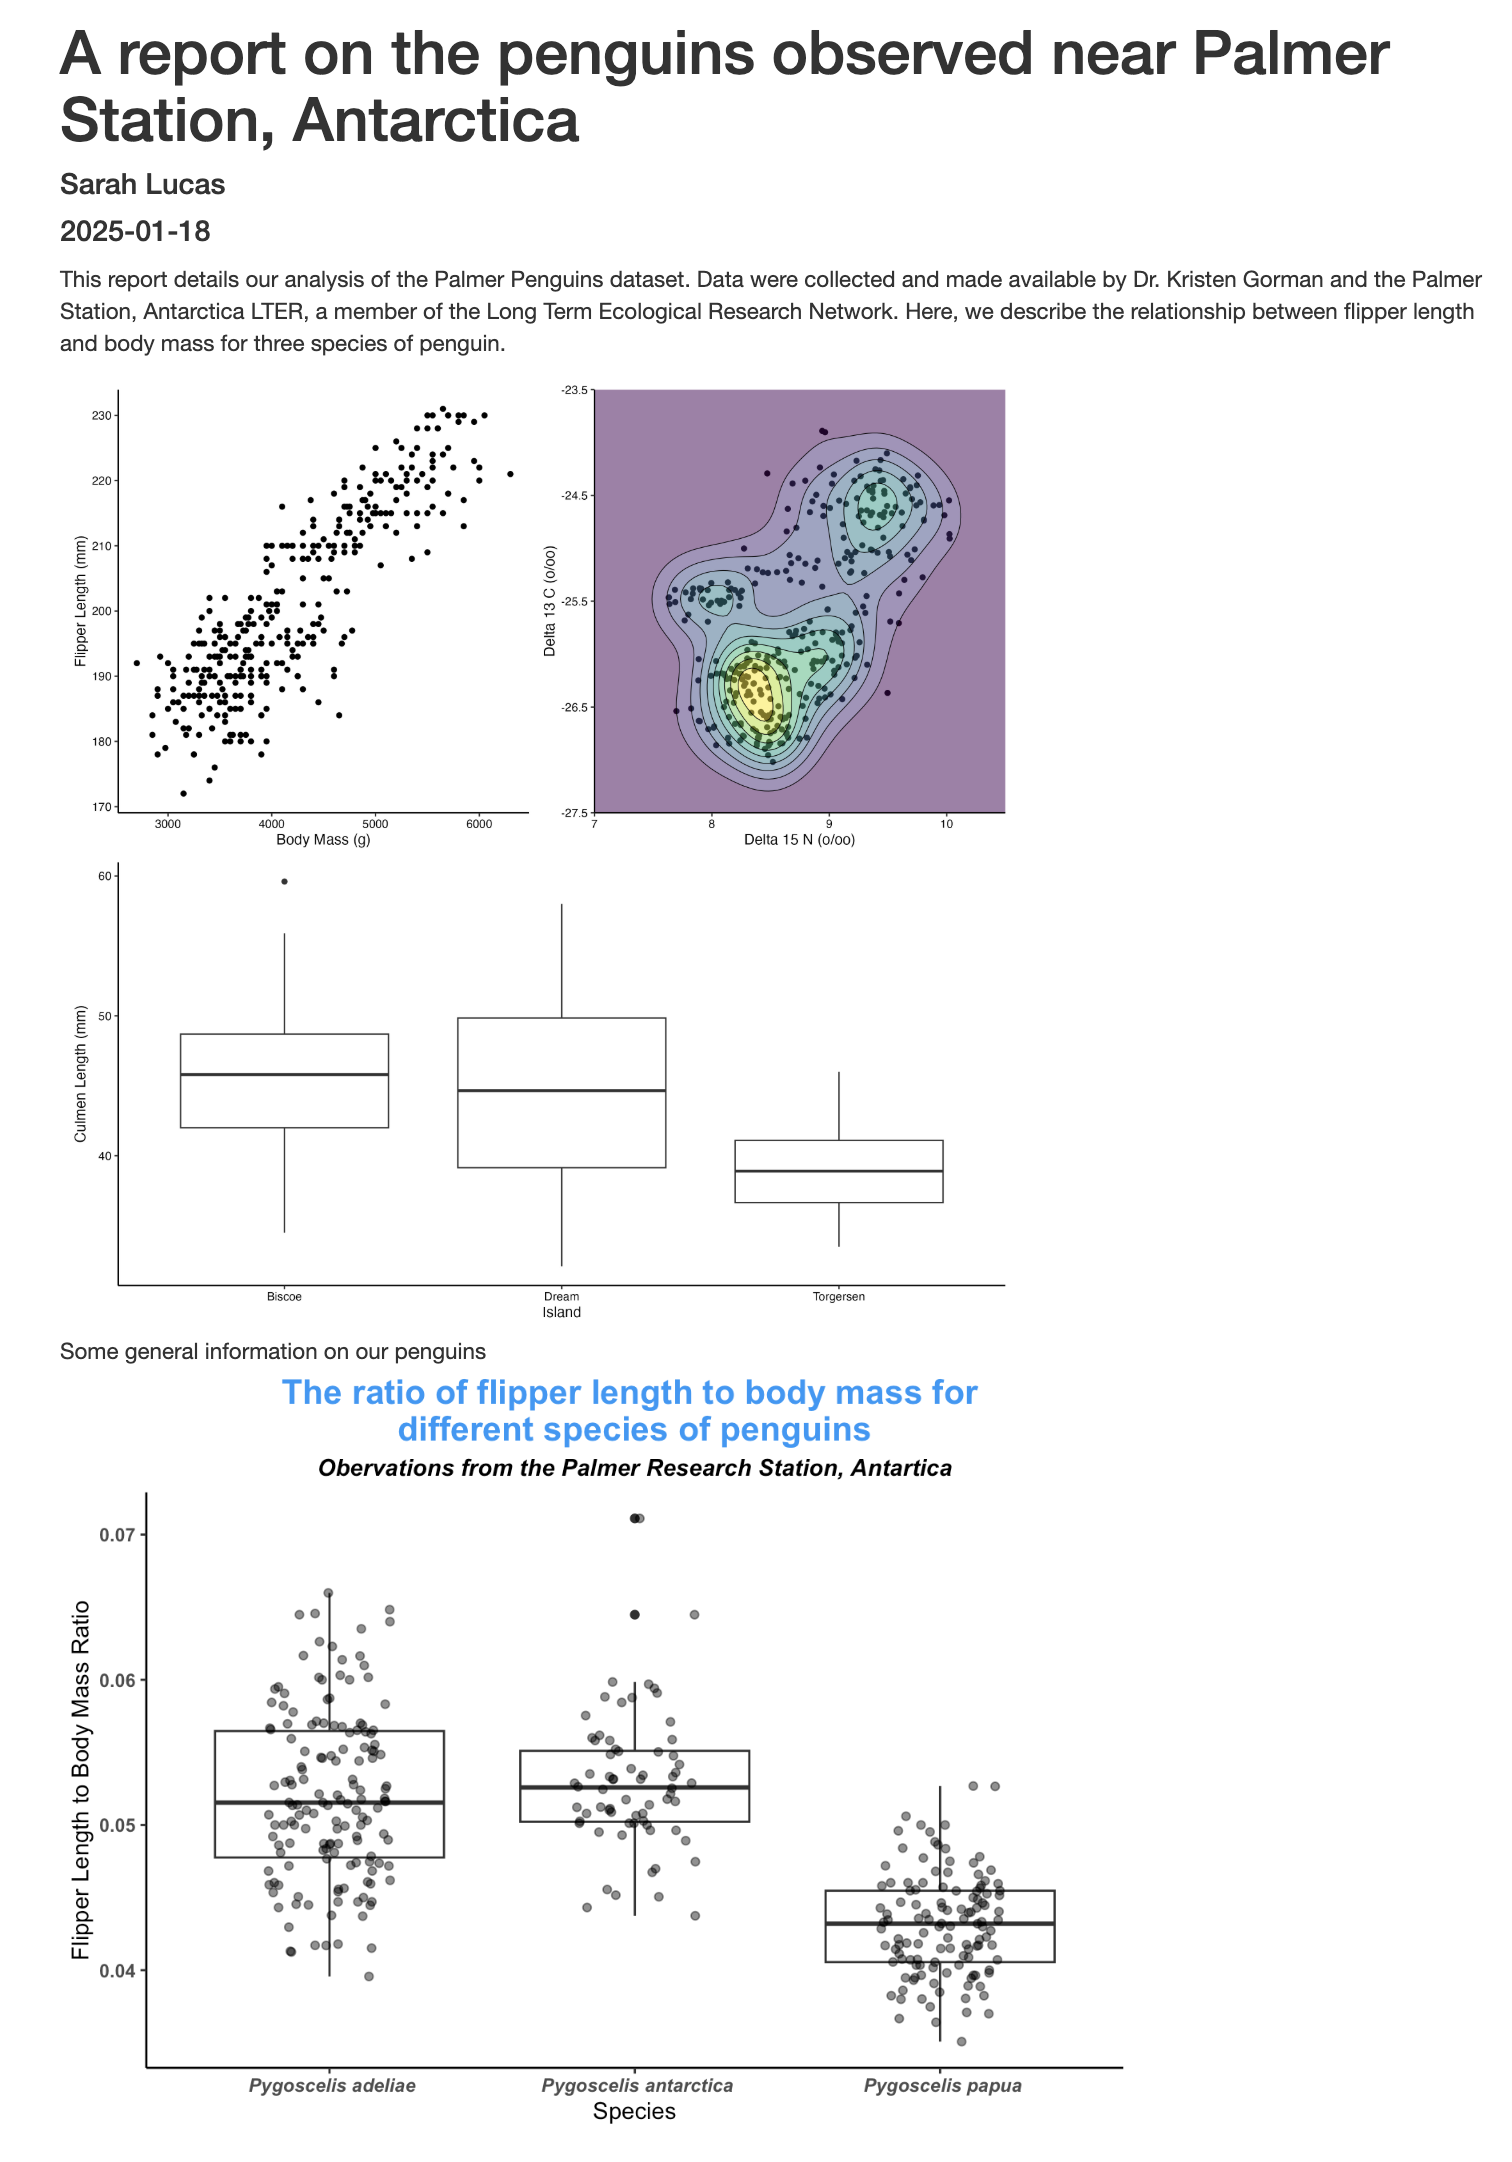 A report on the penguins observed near Palmer
Station, Antarctica
Sarah Lucas
2025-01-18
This report details our analysis of the Palmer Penguins dataset. Data were collected and made available by Dr. Kristen Gorman and the Palmer
Station, Antarctica LTER, a member of the Long Term Ecological Research Network. Here, we describe the relationship between flipper length
and body mass for three species of penguin.
230
220
210
200
190
180
170
Flipper Length (mm)
3000 4000 5000 6000
Body Mass (g)
-23.5
-24.5
-25.5
-26.5
-27.5
Delta 13 C (o/oo)
7 8 9 10
Delta 15 N (o/oo)
60
50
40
Culmen Length (mm)
Biscoe Dream Torgersen
Island
Some general information on our penguins
The ratio of flipper length to body mass for
different species of penguins
Obervations from the Palmer Research Station, Antartica
0.07
0.06
0.05
0.04
Flipper Length to Body Mass Ratio
Pygoscelis adeliae Pygoscelis antarctica Pygoscelis papua
Species